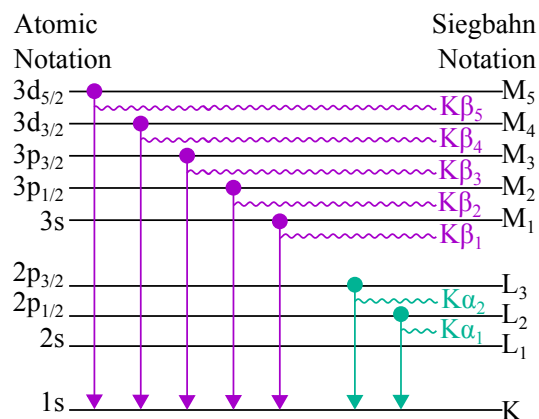 Atomic Notation
Siegbahn Notation
3d5/2 M5
Kβ5
3d3/2 M4
Kβ4
3p3/2 M3
Kβ3
3p1/2 M2
Kβ2
3s M1
Kβ1
2p3/2 L3
Kα2
2p1/2 L2
Kα1
2s L1
1s K